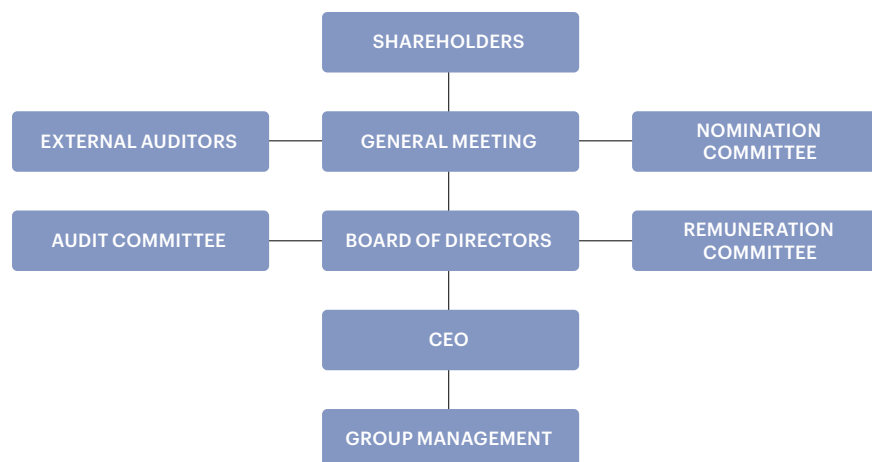 SHAREHOLDERS
EXTERNAL AUDITORS
GENERAL MEETING
NOMINATION
COMMITTEE
AUDIT COMMITTEE
BOARD OF DIRECTORS
REMUNERATION
COMMITTEE
CEO
GROUP MANAGEMENT